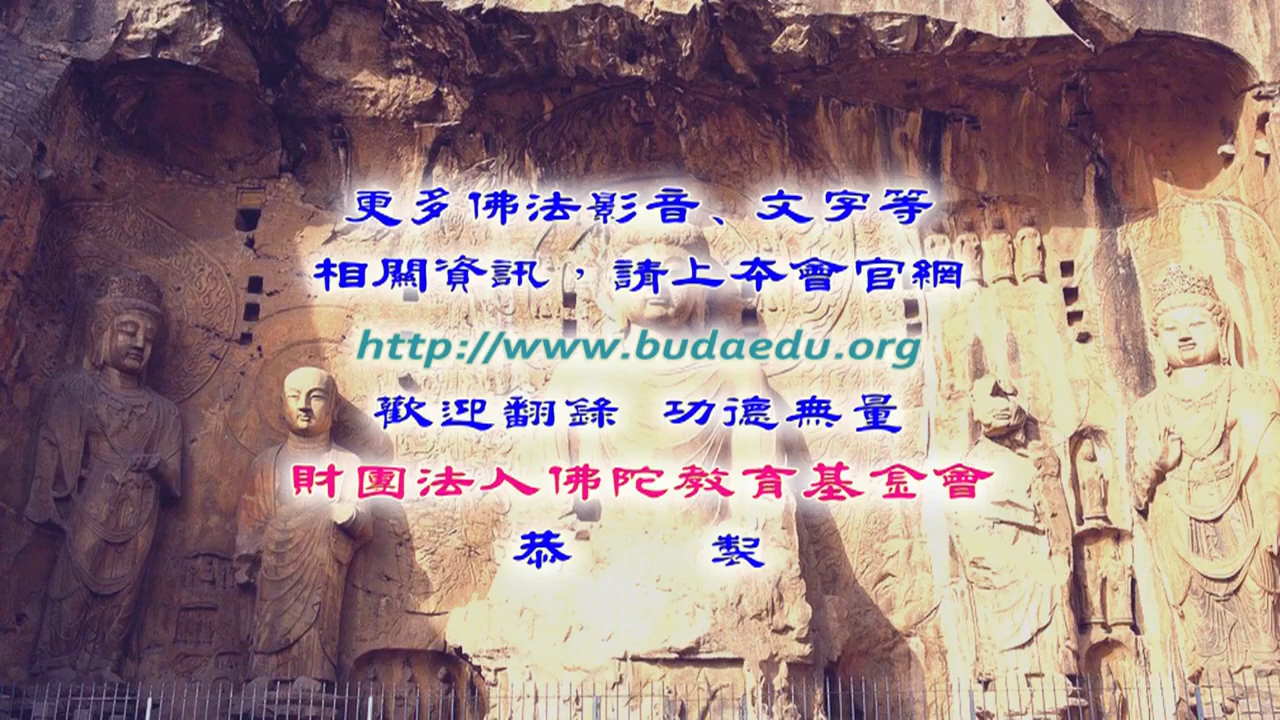 更多佛法影音、文字等
相關資訊，請上本會官網
http://www.budaedu.org
歡迎翻錄 功德無量
財團法人佛陀教育基金會
恭 製